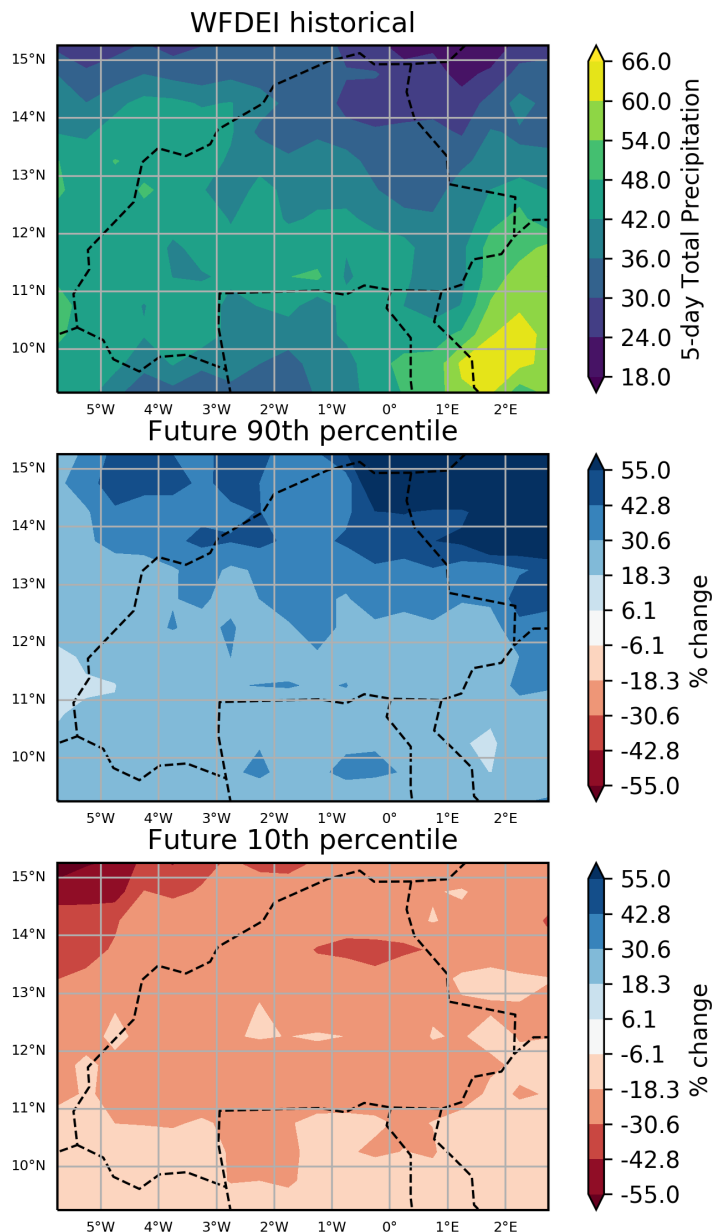 WFDEI historical
15°N
14°N
13°N
12°N
11°N
10°N
5°W 4°W 3°W 2°W 1°W 0° 1°E 2°E
66.0
60.0
54.0
48.0
42.0
36.0
30.0
24.0
18.0
5-day Total Precipitation
Future 90th percentile
15°N
14°N
13°N
12°N
11°N
10°N
5°W 4°W 3°W 2°W 1°W 0° 1°E 2°E
55.0
42.8
30.6
18.3
6.1
-6.1
-18.3
-30.6
-42.8
-55.0
% change
Future 10th percentile
15°N
14°N
13°N
12°N
11°N
10°N
5°W 4°W 3°W 2°W 1°W 0° 1°E 2°E
55.0
42.8
30.6
18.3
6.1
-6.1
-18.3
-30.6
-42.8
-55.0
% change